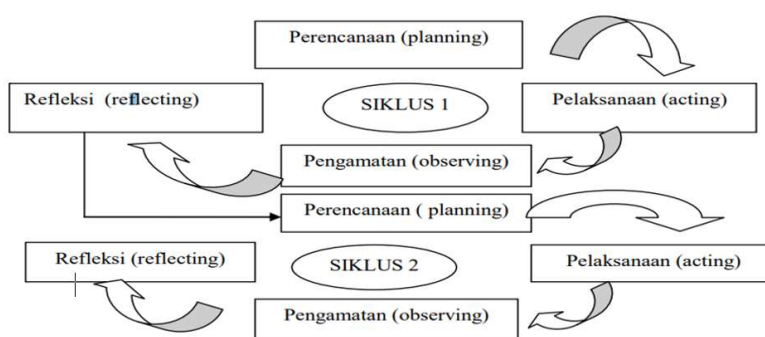 Perencanaan (planning)
Refleksi (reflecting)
SIKLUS 1
Pelaksanaan (acting)
Pengamatan (observing)
Perencanaan ( planning)
Refleksi (reflecting)
SIKLUS 2
Pelaksanaan (acting)
Pengamatan (observing)